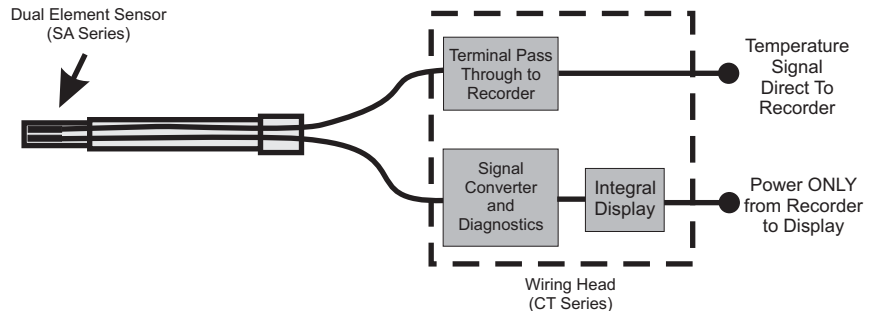 Dual Element Sensor
(SA Series)
Terminal Pass
Through to
Recorder
Temperature
Signal
Direct To
Recorder
Signal
Converter
and
Diagnostics
Integral
Display
Power ONLY
from Recorder
to Display
Wiring Head
(CT Series)